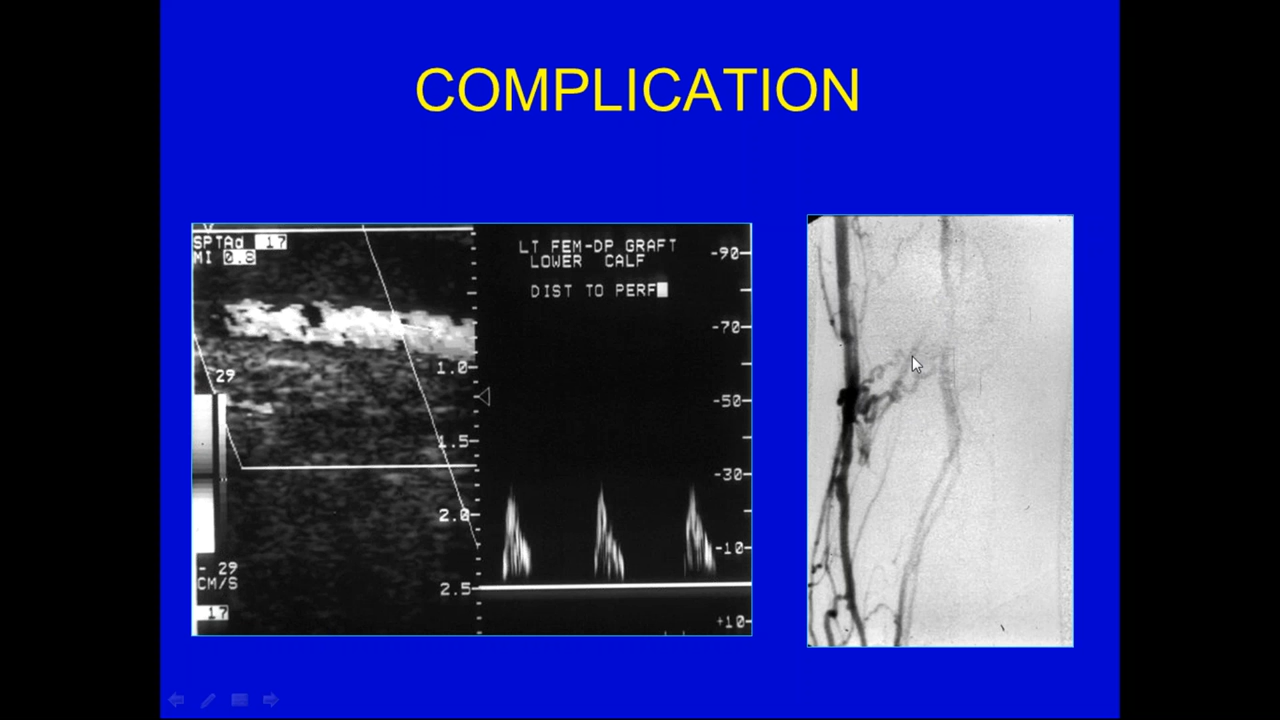 COMPLICATION
SPTAd 17
MI 0.8
29
1.0
1.5
2.0
2.5
- 29
CM/S
17
LT FEM-DP GRAFT
LOWER CALF
DIST TO PERF
-90
-70
-50
-30
-10
+10